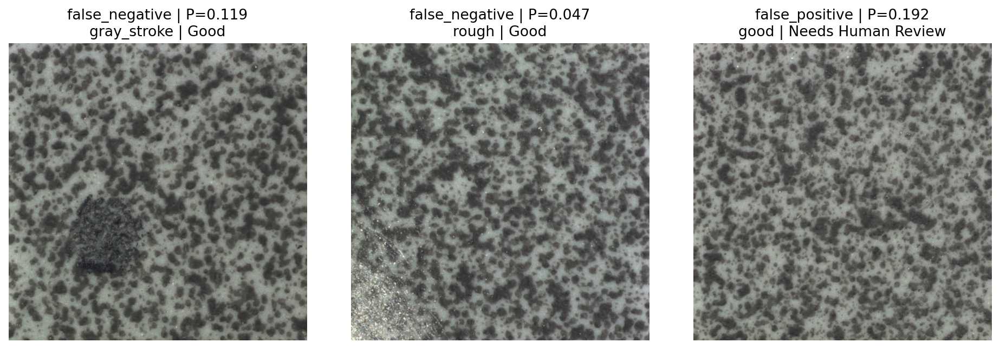 false_negative | P=0.119
gray_stroke | Good
false_negative | P=0.047
rough | Good
false_positive | P=0.192
good | Needs Human Review